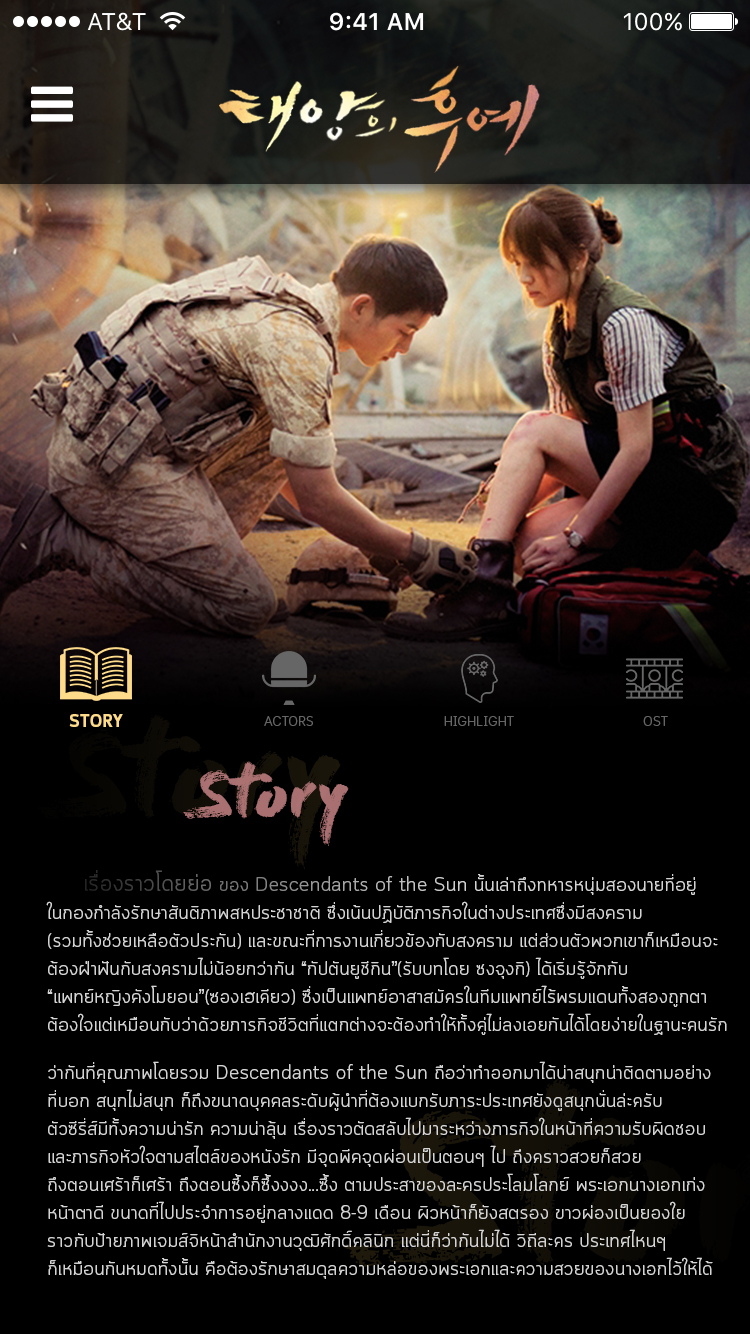 AT&T 9:41 AM 100%
태양의 후예
STORY ACTORS HIGHLIGHT OST
Story
เรื่องราวโดยย่อ ของ Descendants of the Sun นั้นเล่าถึงทหารหนุ่มสองนายที่อยู่
ในกองกำลังรักษาสันติภาพสหประชาชาติ ซึ่งเน้นปฏิบัติภารกิจในต่างประเทศซึ่งมีสงคราม
(รวมทั้งช่วยเหลือตัวประกัน) และขณะที่การงานเกี่ยวข้องกับสงคราม แต่ส่วนตัวพวกเขาก็เหมือนจะ
ต้องฝ่าฟันกับสงครามไม่น้อยกว่ากัน “กัปตันยูชีกิน”(รับบทโดย ซงจุงกิ) ได้เริ่มรู้จักกับ
“แพทย์หญิงคังโมยอน”(ซองเฮเคียว) ซึ่งเป็นแพทย์อาสาสมัครในทีมแพทย์ไร้พรมแดนทั้งสองถูกตา
ต้องใจแต่เหมือนกับว่าด้วยภารกิจชีวิตที่แตกต่างจะต้องทำให้ทั้งคู่ไม่ลงเอยกันได้โดยง่ายในฐานะคนรัก
ว่ากันที่คุณภาพโดยรวม Descendants of the Sun ถือว่าทำออกมาได้น่าสนุกน่าติดตามอย่าง
ที่บอก สนุกไม่สนุก ก็ถึงขนาดบุคคลระดับผู้นำที่ต้องแบกรับภาระประเทศยังดูสนุกนั่นล่ะครับ
ตัวซีรี่ส์มีทั้งความน่ารัก ความน่าลุ้น เรื่องราวตัดสลับไปมาระหว่างภารกิจในหน้าที่ความรับผิดชอบ
และภารกิจหัวใจตามสไตล์ของหนังรัก มีจุดพีคจุดผ่อนเป็นตอนๆ ไป ถึงคราวสวยก็สวย
ถึงตอนเศร้าก็เศร้า ถึงตอนซึ้งก็ซึ้งงงง...ซึ้ง ตามประสาของละครประโลมโลกย์ พระเอกนางเอกเก่ง
หน้าตาดี ขนาดที่ไปประจำการอยู่กลางแดด 8-9 เดือน ผิวหน้าก็ยังสตรอง ขาวผ่องเป็นยองใย
ราวกับป้ายภาพเจมส์จิหน้าสำนักงานวุฒิศักดิ์คลินิก แต่นี่ก็ว่ากันไม่ได้ วิถีละคร ประเทศไหนๆ
ก็เหมือนกันหมดทั้งนั้น คือต้องรักษาสมดุลความหล่อของพระเอกและความสวยของนางเอกไว้ให้ได้